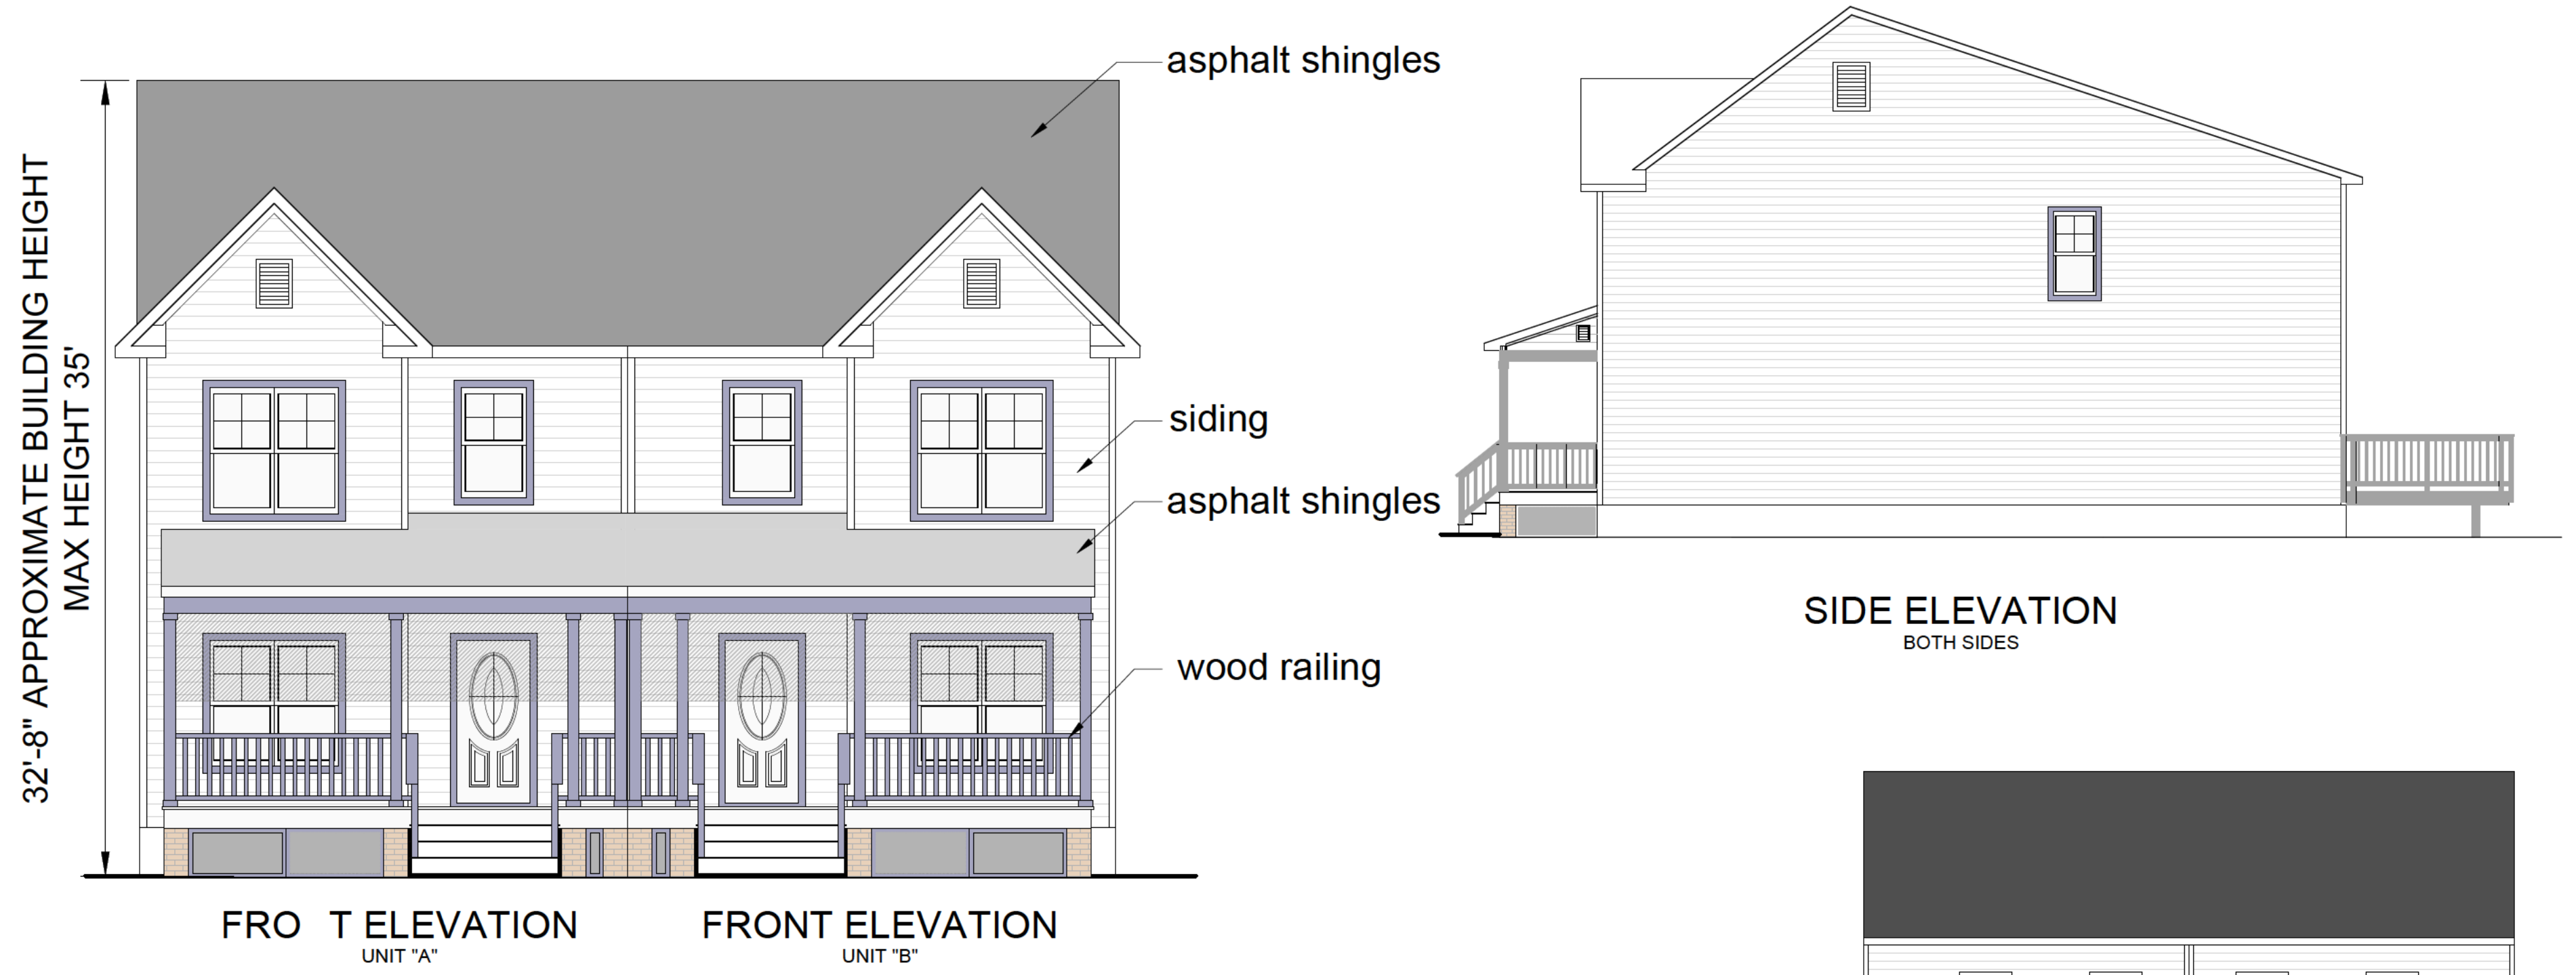 32'-8" APPROXIMATE BUILDING HEIGHT
MAX HEIGHT 35'
asphalt shingles
siding
asphalt shingles
wood railing
FRO T ELEVATION
UNIT "A"
FRONT ELEVATION
UNIT "B"
SIDE ELEVATION
BOTH SIDES